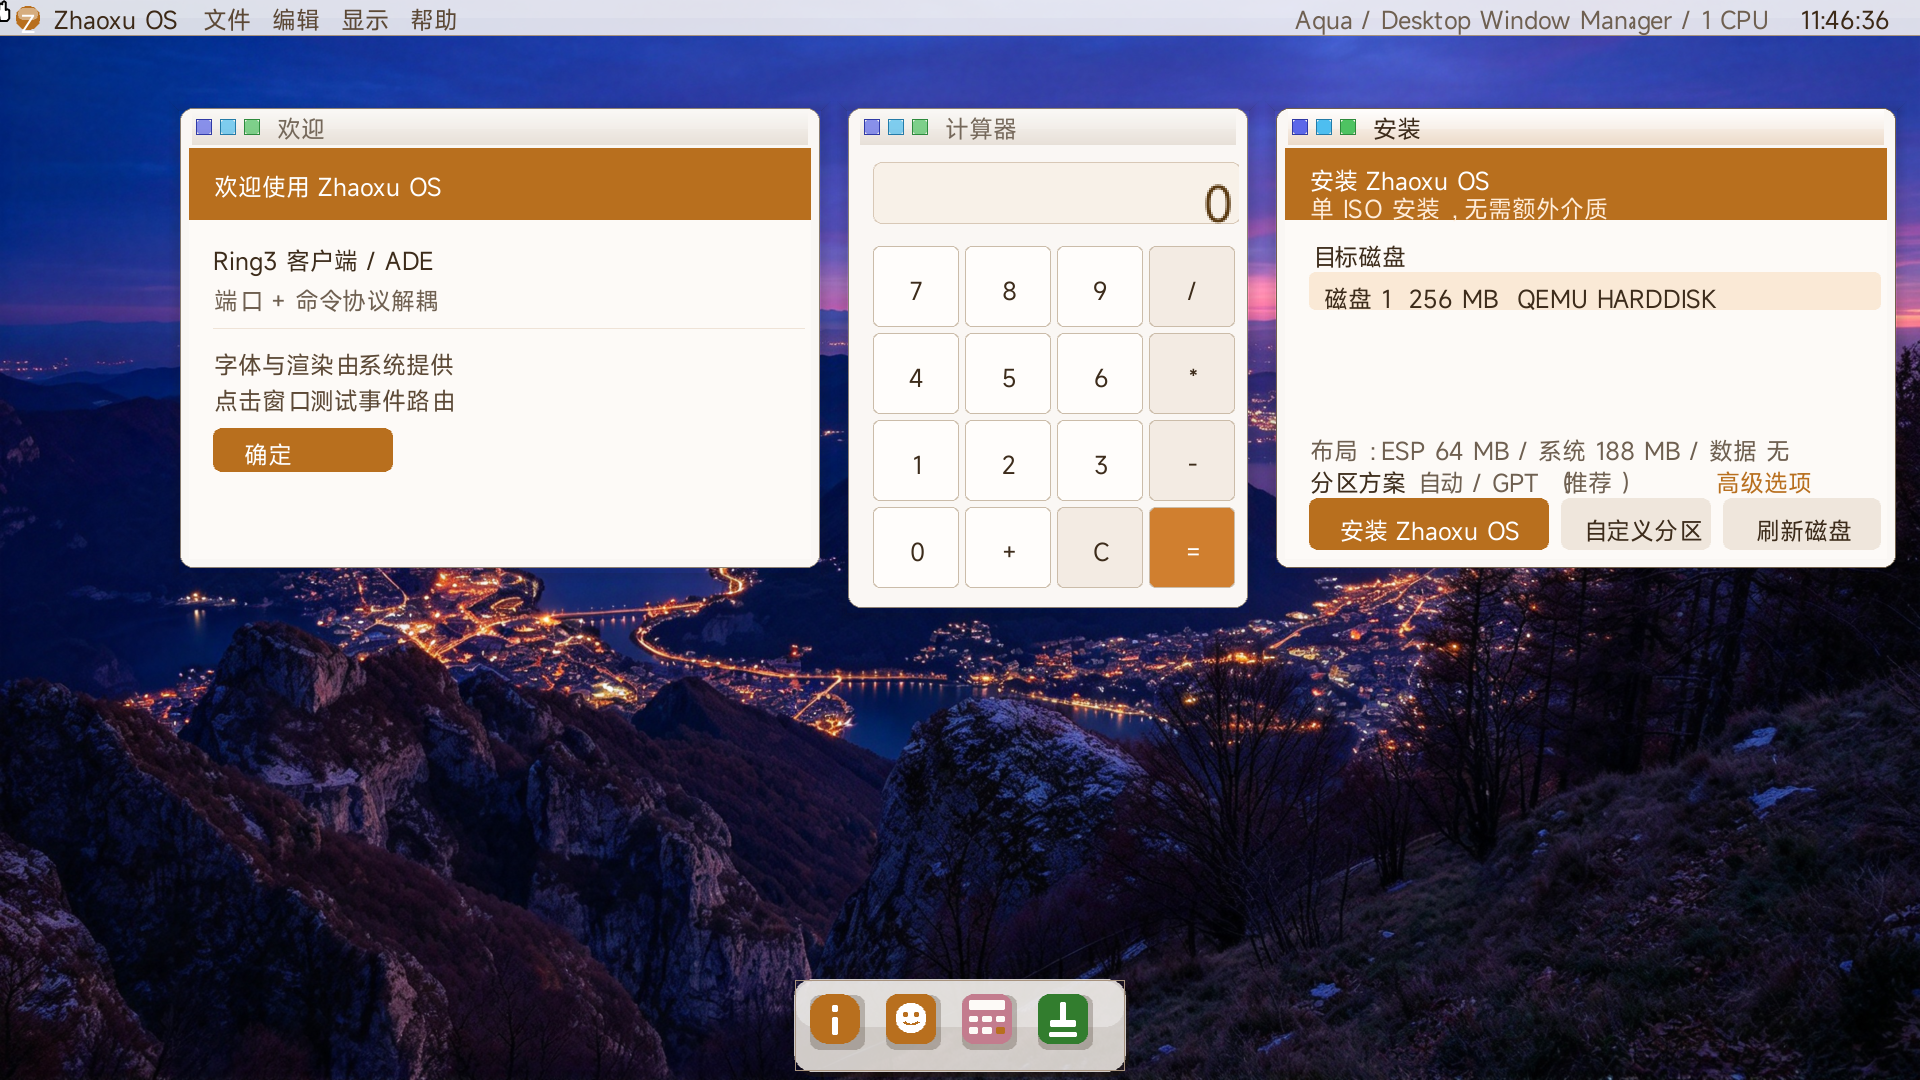 Zhaoxu OS 文件 编辑 显示 帮助
Aqua / Desktop Window Manager / 1 CPU 11:46:36
欢迎
欢迎使用 Zhaoxu OS
Ring3 客户端 / ADE
端口 + 命令协议解耦
字体与渲染由系统提供
点击窗口测试事件路由
确定
计算器
0
7 8 9 /
4 5 6 *
1 2 3 -
0 + C =
安装
安装 Zhaoxu OS
单 ISO 安装 , 无需额外介质
目标磁盘
磁盘 1 256 MB QEMU HARDDISK
布局 : ESP 64 MB / 系统 188 MB / 数据 无
分区方案 自动 / GPT (推荐) 高级选项
安装 Zhaoxu OS 自定义分区 刷新磁盘